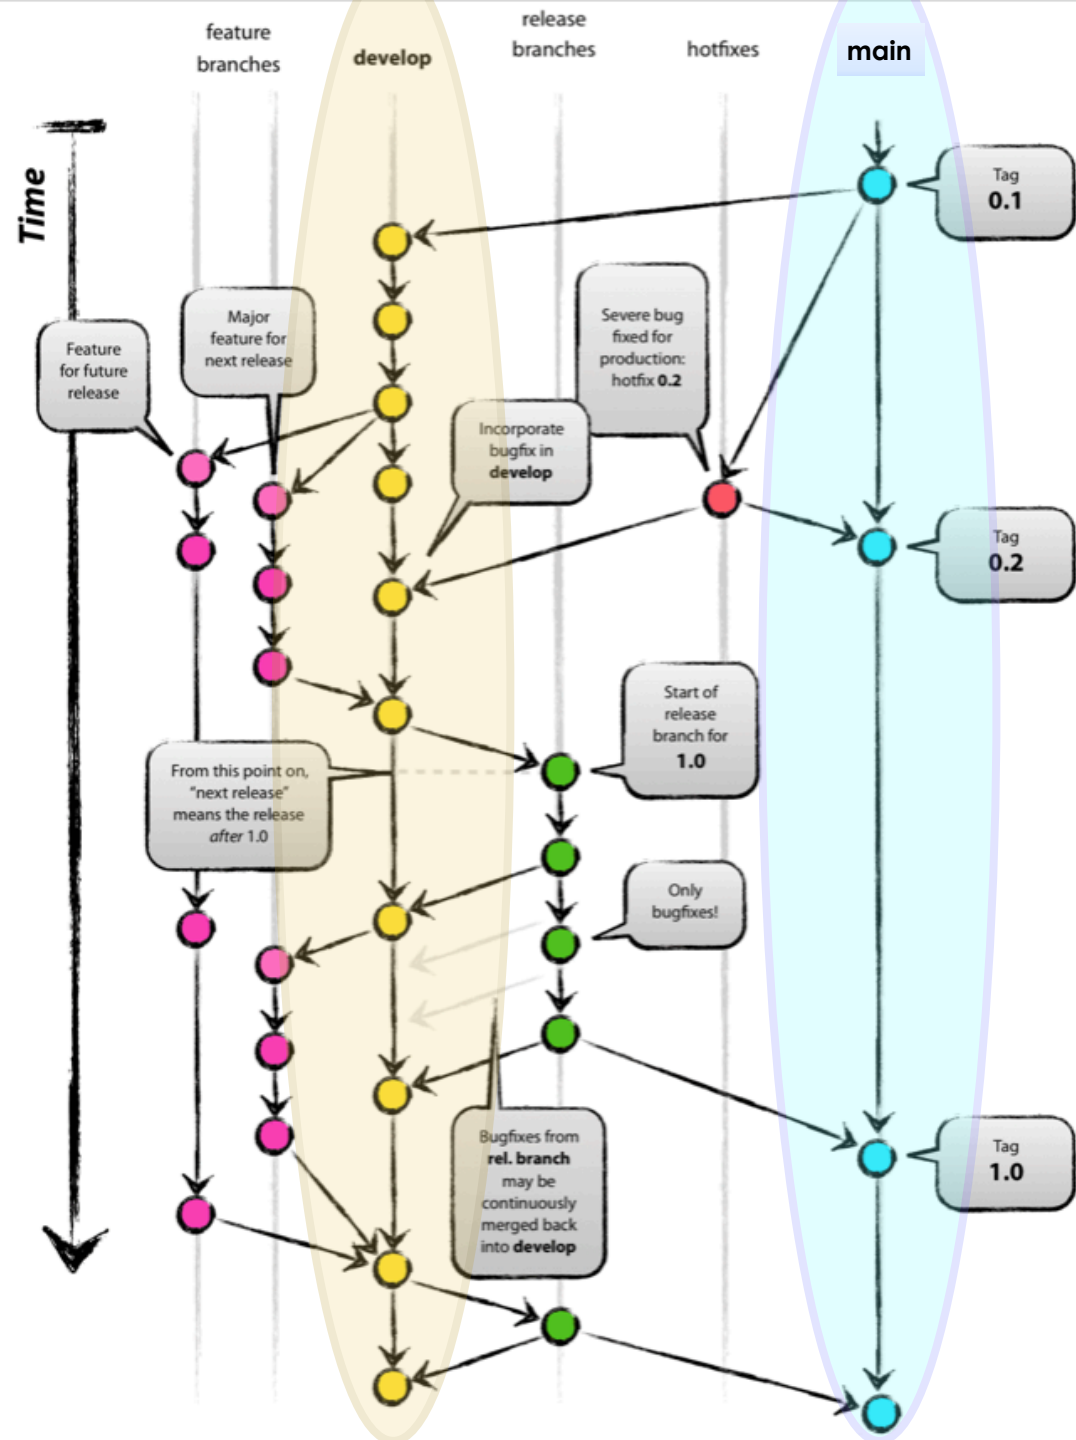 feature
branches
develop
release
branches
hotfixes
main
Time
Tag
0.1
Feature
for future
release
Major
feature for
next release
Severe bug
fixed for
production:
hotfix 0.2
Incorporate
bugfix in
develop
Tag
0.2
Start of
release
branch for
1.0
From this point on,
“next release”
means the release
after 1.0
Only
bugfixes!
Bugfixes from
rel. branch
may be
continuously
merged back
into develop
Tag
1.0